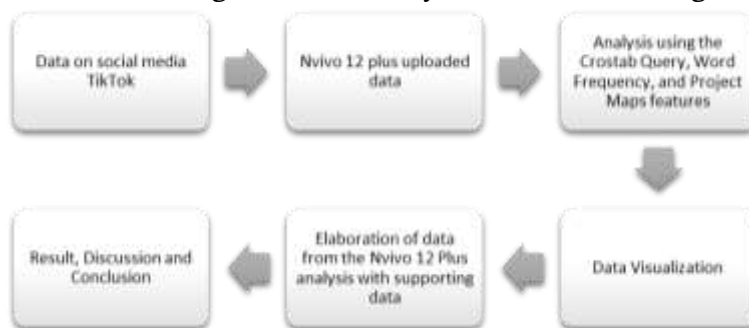 Data on social media
TikTok
Nvivo 12 plus uploaded
data
Analysis using the
Crostab Query, Word
Frequency, and Project
Maps features
Data Visualization
Elaboration of data
from the Nvivo 12 Plus
analysis with supporting
data
Result, Discussion and
Conclusion